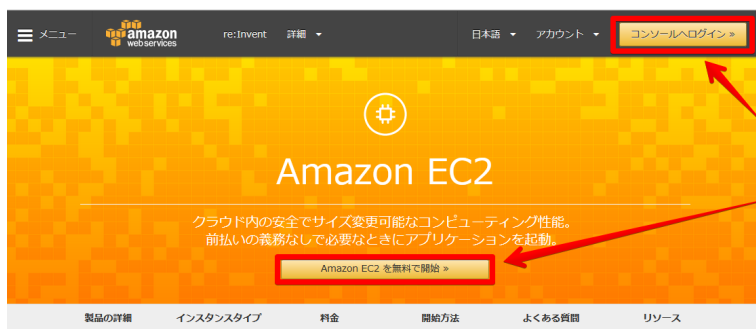 メニュー
amazon
webservices
re:Invent
詳細
日本語
アカウント
コンソールへログイン »
Amazon EC2
クラウド内の安全でサイズ変更可能なコンピューティング性能。
前払いの義務なしで必要なときにアプリケーションを起動。
Amazon EC2 を無料で開始 »
製品の詳細
インスタンスタイプ
料金
開始方法
よくある質問
リソース